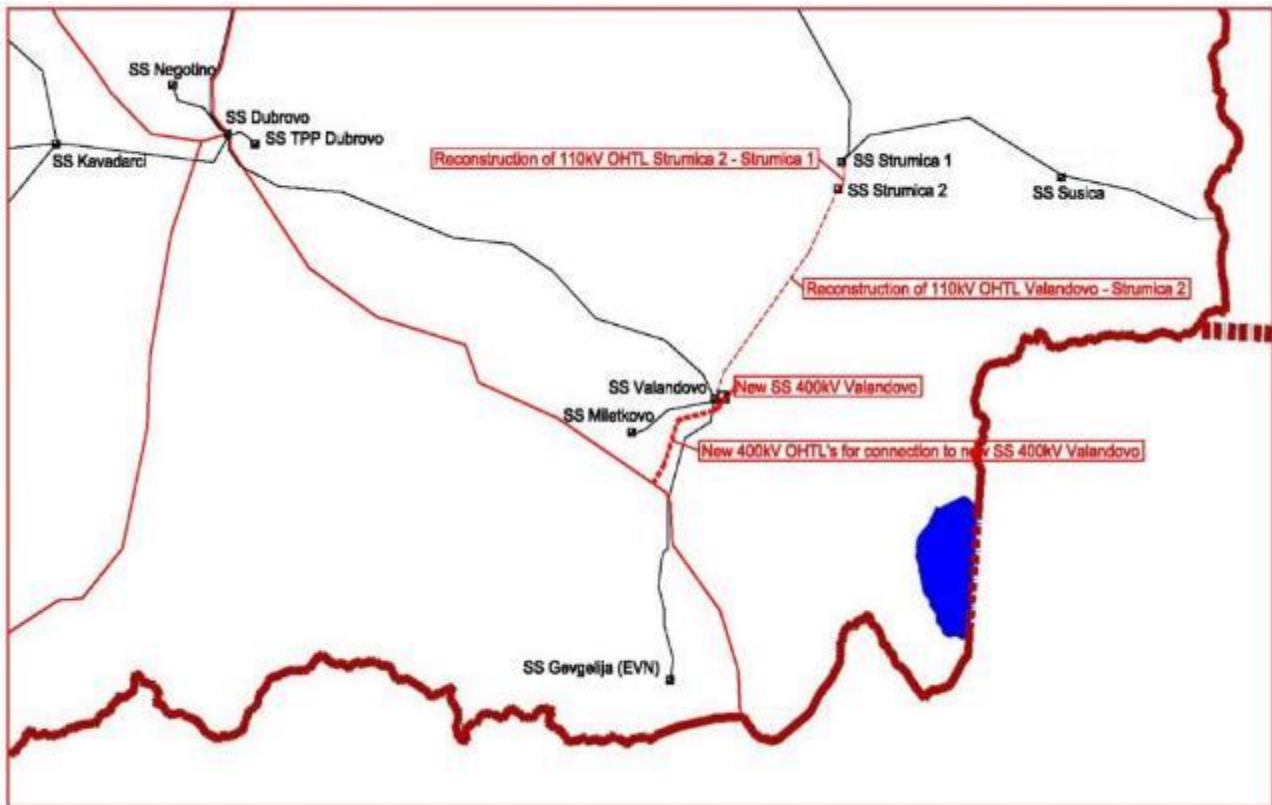 SS Negotino
SS Dubrovo
SS TPP Dubrovo
SS Kavadarci
Reconstruction of 110kV OHTL Strumica 2 - Strumica 1
SS Strumica 1
SS Strumica 2
SS Susica
Reconstruction of 110kV OHTL Valandovo - Strumica 2
SS Valandovo
New SS 400kV Valandovo
SS Miletkovo
New 400kV OHTL's for connection to new SS 400kV Valandovo
SS Gevgelija (EVN)